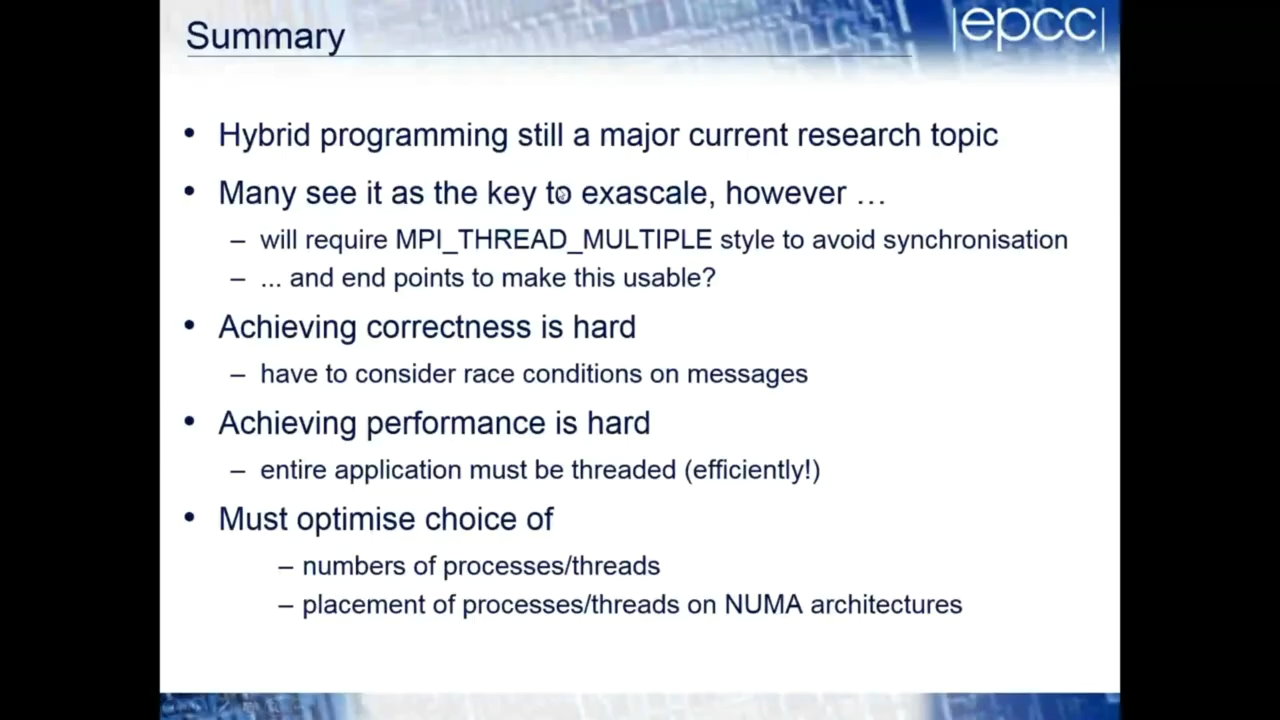 Summary
|epcc|
• Hybrid programming still a major current research topic
• Many see it as the key to exascale, however …
– will require MPI_THREAD_MULTIPLE style to avoid synchronisation
– ... and end points to make this usable?
• Achieving correctness is hard
– have to consider race conditions on messages
• Achieving performance is hard
– entire application must be threaded (efficiently!)
• Must optimise choice of
– numbers of processes/threads
– placement of processes/threads on NUMA architectures